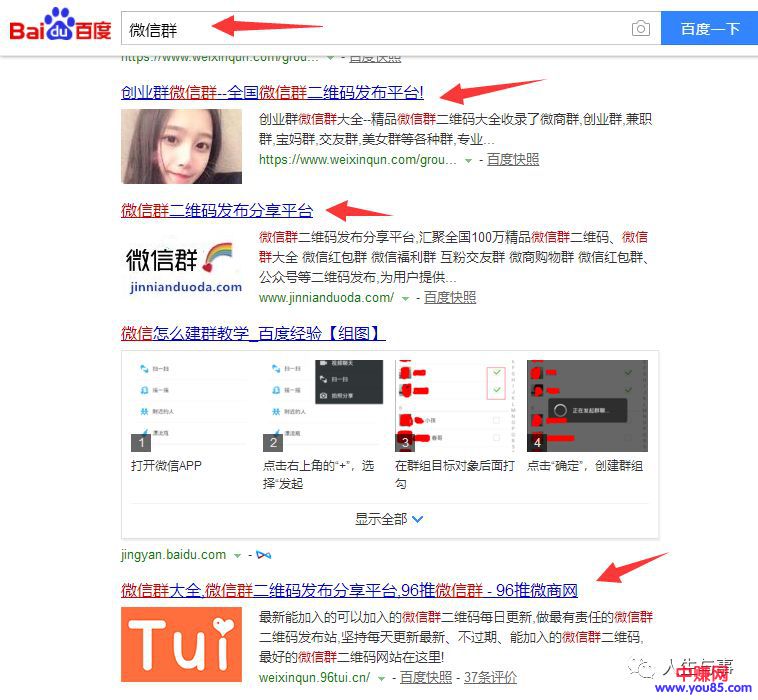 Bai du 百度
微信群
百度一下
https://www.weixinqun.com/grou... - 百度快照
创业群微信群--全国微信群二维码发布平台!
创业群微信群大全--精品微信群二维码大全收录了微商群,创业群,兼职
群,宝妈群,交友群,美女群等各种群,专业...
https://www.weixinqun.com/grou... - 百度快照
微信群二维码发布分享平台
微信群
jinnianduoda.com
微信群二维码发布分享平台,汇聚全国100万精品微信群二维码、微信
群大全 微信红包群 微信福利群 互粉交友群 微商购物群 微信红包群、
公众号等二维码发布,为用户提供...
www.jinnianduoda.com/ - 百度快照
微信怎么建群教学_百度经验【组图】
扫一扫
摇一摇
附近的人
漂流瓶
1
扫一扫
摇一摇
附近的人
漂流瓶
视频聊天
扫一扫
拍照分享
2
小孩
春哥
3
正在发起群聊...
4
打开微信APP
点击右上角的“+”，选
择“发起
在群组目标对象后面打
勾
点击“确定”，创建群组
显示全部
jingyan.baidu.com -
微信群大全,微信群二维码发布分享平台,96推微信群 - 96推微商网
Tui
最新能加入的可以加入的微信群二维码每日更新,做最有责任的微信群
二维码发布站,坚持每天更新最新、不过期、能加入的微信群二维码,
最好的微信群二维码网站在这里!
weixinqun.96tui.cn/ - 百度快照 - 37条评价
中赚网
www.you85.com